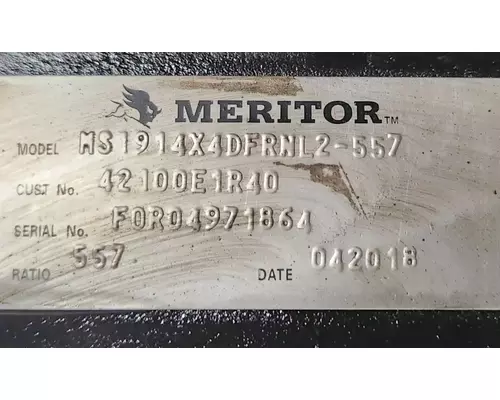 MERITOR™
MODEL MS1914X4DFRNL2-557
CUST No. 42100E1R40
SERIAL No. FOR04971864
RATIO 557 DATE 042018